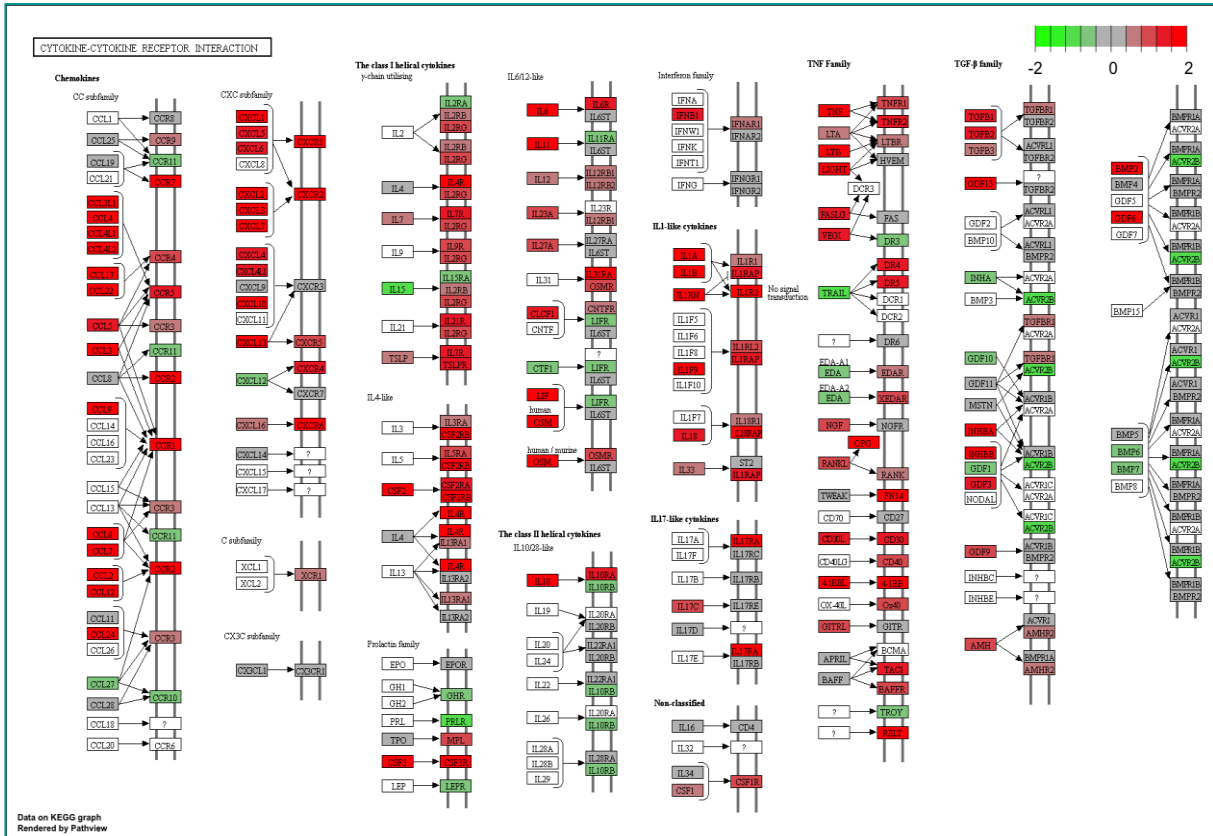 CYTOKINE-CYTOKINE RECEPTOR INTERACTION
-2 0 2
Chemokines
CC subfamily
CCL1 CCR8
CCL25 CCR9
CCL19 CCR11
CCL21
CCL4
CCL4L1
CCR4
CCL17
CCL22
CCR5
CCL5 CCR3
CCL3 CCR11
CCL8
CCL9
CCL14
CCL16 CCR1
CCL23
CCL15
CCL13 CCR3
CCL6 CCR11
CCL7
CCL2 CCR2
CCL12
CCL11
CCL24 CCR3
CCL26
CCL27
CCL28 CCR10
CCL18 ?
CCL20 CCR6
CXC subfamily
CXCL1
CXCL5
CXCL6 CXCR1
CXCL8
CXCL7
CXCL4
CXCL4L1
CXCL9 CXCR3
CXCL10
CXCL11
CXCL13 CXCR5
CXCL12 CXCR4
CXCR7
CXCL16 CXCR6
CXCL14 ?
CXCL15 ?
CXCL17 ?
C subfamily
XCL1
XCL2 XCR1
CX3C subfamily
CX3CL1 CX3CR1
The class I helical cytokines
γ-chain utilising
IL2RA
IL2RB
IL2 IL2RG
IL2RB
IL2RG
IL4 IL4R
IL2RG
IL7 IL7R
IL2RG
IL9 IL9R
IL2RG
IL15 IL15RA
IL2RB
IL2RG
IL21 IL21R
IL2RG
TSLP IL7R
TSLPR
IL4-like
IL3 IL3RA
CSF2RB
IL5 IL5RA
CSF2RB
CSF2 CSF2RA
CSF2RB
IL4R
IL4 IL4R
IL13RA1
IL13 IL4R
IL13RA2
IL13RA1
IL13RA2
Prolactin family
EPO EPOR
GH1 GHR
GH2
PRL PRLR
TPO MPL
CSF3 CSF3R
LEP LEPR
IL6/12-like
IL6 IL6R
IL6ST
IL11 IL11RA
IL6ST
IL12 IL12RB1
IL12RB2
IL23A IL23R
IL12RB1
IL27A IL27RA
IL6ST
IL31 IL31RA
OSMR
CLCF1 CNTFR
CNTF LIFR
IL6ST
?
CTF1 LIFR
IL6ST
LIF
human LIFR
OSM IL6ST
human / murine
OSM OSMR
IL6ST
The class II helical cytokines
IL10/28-like
IL10 IL10RA
IL10RB
IL19 IL20RA
IL20RB
IL20 IL22RA1
IL24 IL20RB
IL22 IL22RA1
IL10RB
IL26 IL20RA
IL10RB
IL28A
IL28B IL28RA
IL29 IL10RB
Interferon family
IFNA
IFNB1
IFNW1 IFNAR1
IFNK IFNAR2
IFNT1
IFNG IFNGR1
IFNGR2
IL1-like cytokines
IL1A IL1R1
IL1B IL1RAP
IL1RN IL1R2
No signal
transduction
IL1F5
IL1F6
IL1F8 IL1RL2
IL1F9 IL1RAP
IL1F10
IL1F7 IL18R1
IL18 IL18RAP
IL33 ST2
IL1RAP
IL17-like cytokines
IL17A IL17RA
IL17F IL17RC
IL17B IL17RB
IL17C IL17RE
IL17D ?
IL17E IL17RA
IL17RB
Non-classified
IL16 CD4
IL32 ?
IL34
CSF1 CSF1R
TNF Family
TNF TNFR1
LTA TNFR2
LTB LTBR
LIGHT HVEM
DCR3
FASLG FAS
VEGI DR3
DR4
TRAIL DR5
DCR1
DCR2
? DR6
EDA-A1
EDA EDAR
EDA-A2
EDA XEDAR
NGF NGFR
OPG
RANKL RANK
TWEAK FN14
CD70 CD27
CD30L CD30
CD40LG CD40
4-1BBL 4-1BB
OX-40L Ox40
GITRL GITR
APRIL BCMA
BAFF TACI
BAFFR
? TROY
? RELT
TGF-β family
TGFB1 TGFBR1
TGFB2 TGFBR2
TGFB3 ACVRL1
TGFBR2
GDF15 ?
TGFBR2
GDF2 ACVRL1
ACVR2A
BMP10 ACVRL1
BMPR2
INHA ACVR2A
BMP3 ACVR2B
TGFBR1
ACVR2A
GDF10 TGFBR1
ACVR2B
GDF11
MSTN ACVR1B
ACVR2A
INHBA
INHBB ACVR1B
GDF1 ACVR2B
GDF3 ACVR1C
NODAL ACVR2A
ACVR1C
ACVR2B
GDF9 ACVR1B
BMPR2
INHBC ?
INHBE ?
AMH ACVR1
AMHR2
BMPR1A
AMHR2
BMPR1A
ACVR2A
BMPR1A
ACVR2B
BMP4 BMPR1A
GDF5 BMPR2
GDF6 BMPR1B
GDF7 ACVR2A
BMPR1B
ACVR2B
BMP15 BMPR1B
BMPR2
ACVR1
ACVR2A
ACVR1
ACVR2B
ACVR1
BMPR2
BMP5 BMPR1A
ACVR2A
BMP6 BMPR1A
ACVR2B
BMP7 BMPR1A
BMPR2
BMP8 BMPR1B
ACVR2A
BMPR1B
ACVR2B
BMPR1B
BMPR2
Data on KEGG graph
Rendered by Pathview